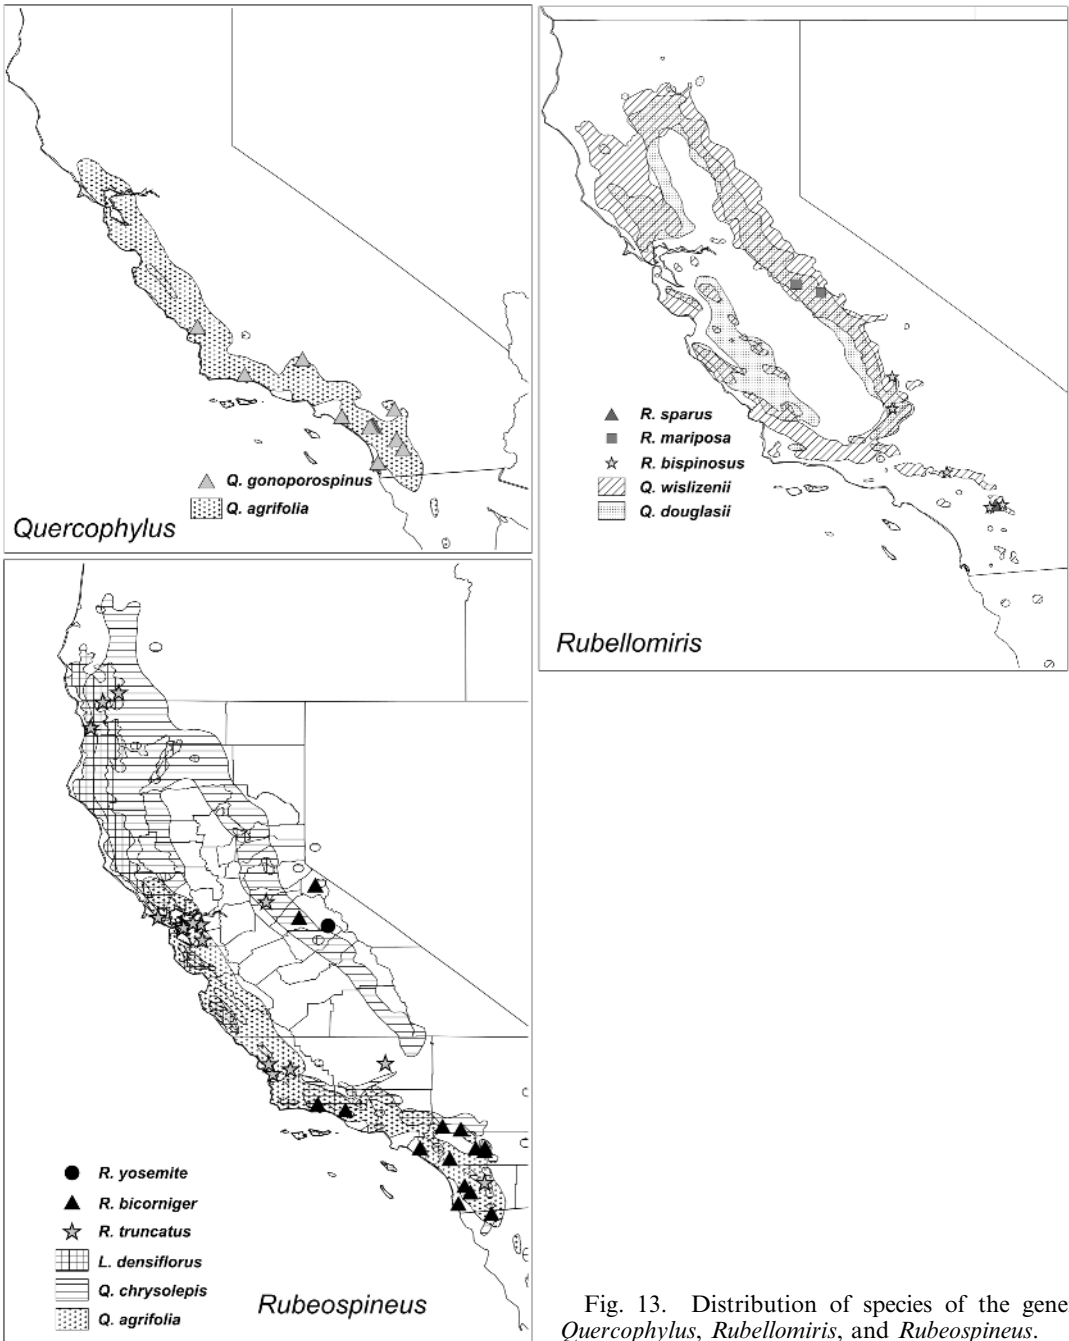 Q. gonoporospinus
Q. agrifolia
Quercophylus
R. sparus
R. mariposa
R. bispinosus
Q. wislizenii
Q. douglasii
Rubellomiris
R. yosemite
R. bicorniger
R. truncatus
L. densiflorus
Q. chrysolepis
Q. agrifolia
Rubeospineus
Fig. 13. Distribution of species of the gene
Quercophylus, Rubellomiris, and Rubeospineus.